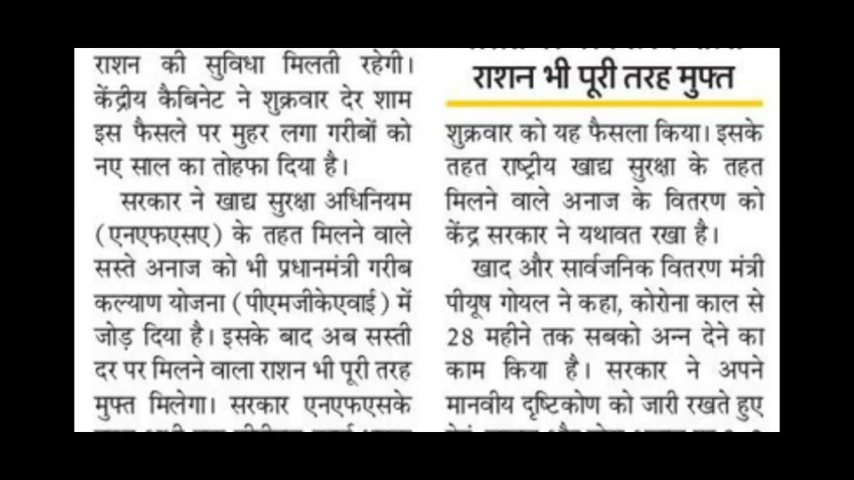 राशन की सुविधा मिलती रहेगी।
केंद्रीय कैबिनेट ने शुक्रवार देर शाम
इस फैसले पर मुहर लगा गरीबों को
नए साल का तोहफा दिया है।
सरकार ने खाद्य सुरक्षा अधिनियम
(एनएफएसए) के तहत मिलने वाले
सस्ते अनाज को भी प्रधानमंत्री गरीब
कल्याण योजना (पीएमजीकेएवाई) में
जोड़ दिया है। इसके बाद अब सस्ती
दर पर मिलने वाला राशन भी पूरी तरह
मुफ्त मिलेगा। सरकार एनएफएसके
राशन भी पूरी तरह मुफ्त
शुक्रवार को यह फैसला किया। इसके
तहत राष्ट्रीय खाद्य सुरक्षा के तहत
मिलने वाले अनाज के वितरण को
केंद्र सरकार ने यथावत रखा है।
खाद और सार्वजनिक वितरण मंत्री
पीयूष गोयल ने कहा, कोरोना काल से
28 महीने तक सबको अन्न देने का
काम किया है। सरकार ने अपने
मानवीय दृष्टिकोण को जारी रखते हुए